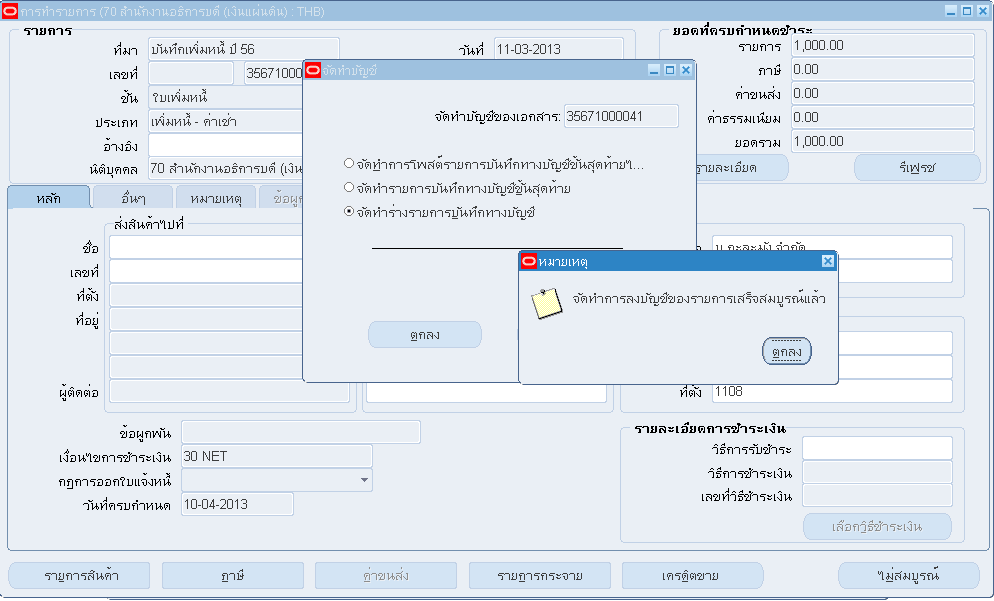 การทำรายการ (70 สำนักงานอธิการบดี (เงินแผ่นดิน) : THB)
รายการ
ที่มา บันทึกเพิ่มหนี้ ปี 56 วันที่ 11-03-2013
เลขที่ 35671000
ชั้น ใบเพิ่มหนี้
ประเภท เพิ่มหนี้ - ค่าเช่า
อ้างอิง
นิติบุคคล 70 สำนักงานอธิการบดี (เงิน
ยอดที่ครบกำหนดชำระ
รายการ 1,000.00
ภาษี 0.00
ค่าขนส่ง 0.00
ค่าธรรมเนียม 0.00
ยอดรวม 1,000.00
รายละเอียด รีเฟรช
จัดทำบัญชี
จัดทำบัญชีของเอกสาร: 35671000041
จัดทำการโพสต์รายการบันทึกทางบัญชีขั้นสุดท้ายไ...
จัดทำรายการบันทึกทางบัญชีขั้นสุดท้าย
จัดทำร่างรายการบันทึกทางบัญชี
ตกลง
หมายเหตุ
จัดทำการลงบัญชีของรายการเสร็จสมบูรณ์แล้ว
ตกลง
หลัก อื่นๆ หมายเหตุ ข้อผูก
ส่งสินค้าไปที่
ชื่อ
เลขที่
ที่ตั้ง
ที่อยู่
ผู้ติดต่อ
ที่ตั้ง 1108
ข้อผูกพัน
เงื่อนไขการชำระเงิน 30 NET
กฎการออกใบแจ้งหนี้
วันที่ครบกำหนด 10-04-2013
รายละเอียดการชำระเงิน
วิธีการรับชำระ
วิธีการชำระเงิน
เลขที่วิธีชำระเงิน
เลือกวิธีชำระเงิน
รายการสินค้า ภาษี ค่าขนส่ง รายการกระจาย เครดิตขาย ไม่สมบูรณ์